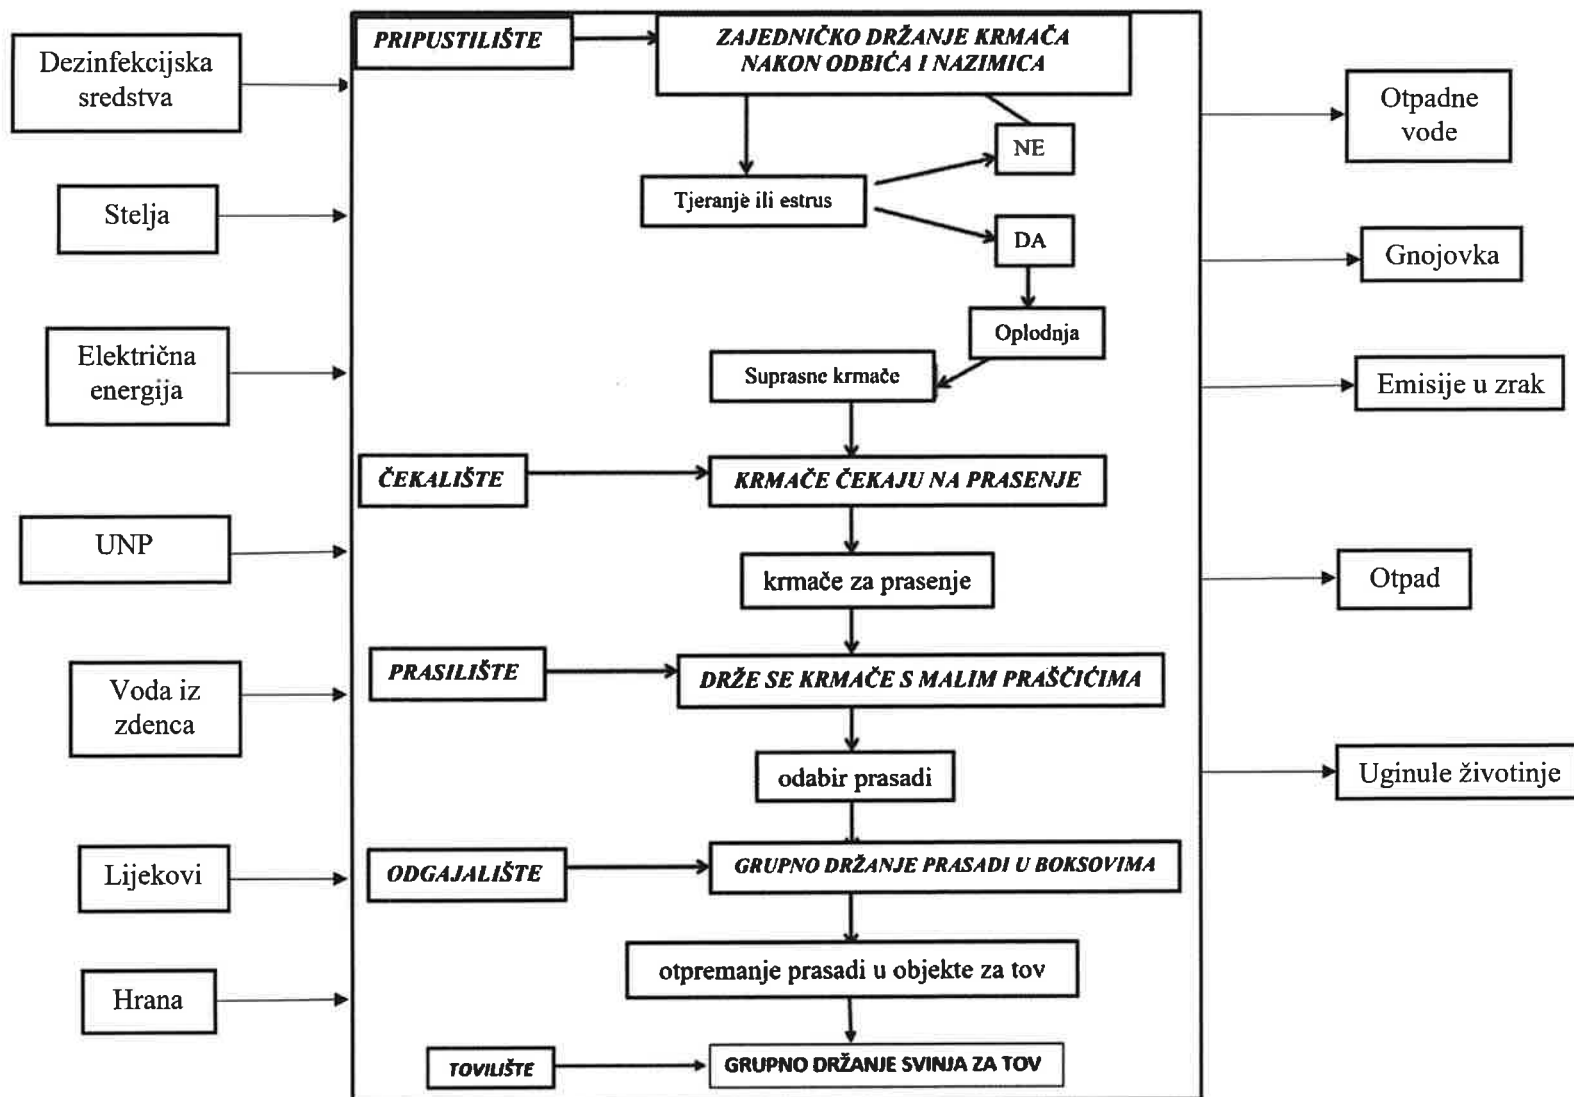 Dezinfekcijska
sredstva
Stelja
Električna
energija
UNP
Voda iz
zdenca
Lijekovi
Hrana
PRIPUSTILIŠTE
ZAJEDNIČKO DRŽANJE KRMAČA
NAKON ODBIĆA I NAZIMICA
NE
Tjeranje ili estrus
DA
Oplodnja
Suprasne krmače
ČEKALIŠTE
KRMAČE ČEKAJU NA PRASENJE
krmače za prasenje
PRASILIŠTE
DRŽE SE KRMAČE S MALIM PRAŠČIĆIMA
odabir prasadi
ODGAJALIŠTE
GRUPNO DRŽANJE PRASADI U BOKSOVIMA
otpremanje prasadi u objekte za tov
TOVILIŠTE
GRUPNO DRŽANJE SVINJA ZA TOV
Otpadne
vode
Gnojovka
Emisije u zrak
Otpad
Uginule životinje